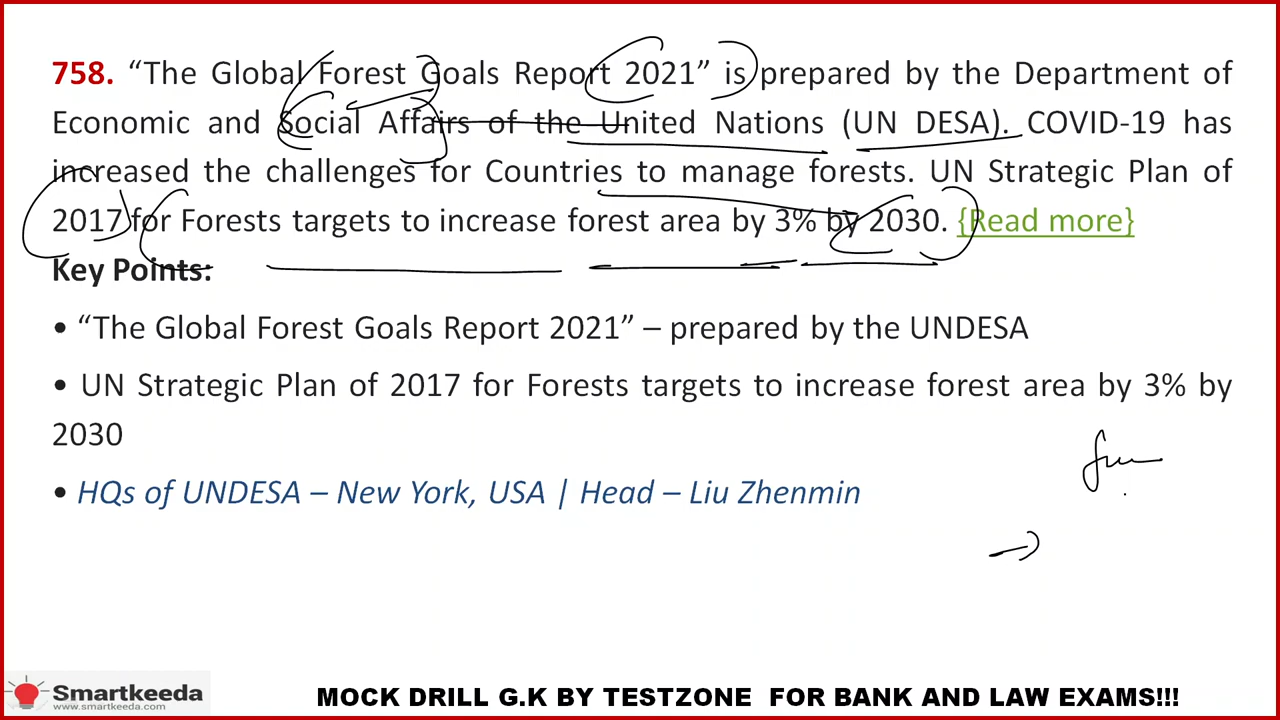 758. “The Global Forest Goals Report 2021” is prepared by the Department of
Economic and Social Affairs of the United Nations (UN DESA). COVID-19 has
increased the challenges for Countries to manage forests. UN Strategic Plan of
2017 for Forests targets to increase forest area by 3% by 2030. {Read more}
Key Points:
• “The Global Forest Goals Report 2021” – prepared by the UNDESA
• UN Strategic Plan of 2017 for Forests targets to increase forest area by 3% by
2030
• HQs of UNDESA – New York, USA | Head – Liu Zhenmin
Smartkeeda
www.smartkeeda.com
MOCK DRILL G.K BY TESTZONE FOR BANK AND LAW EXAMS!!!